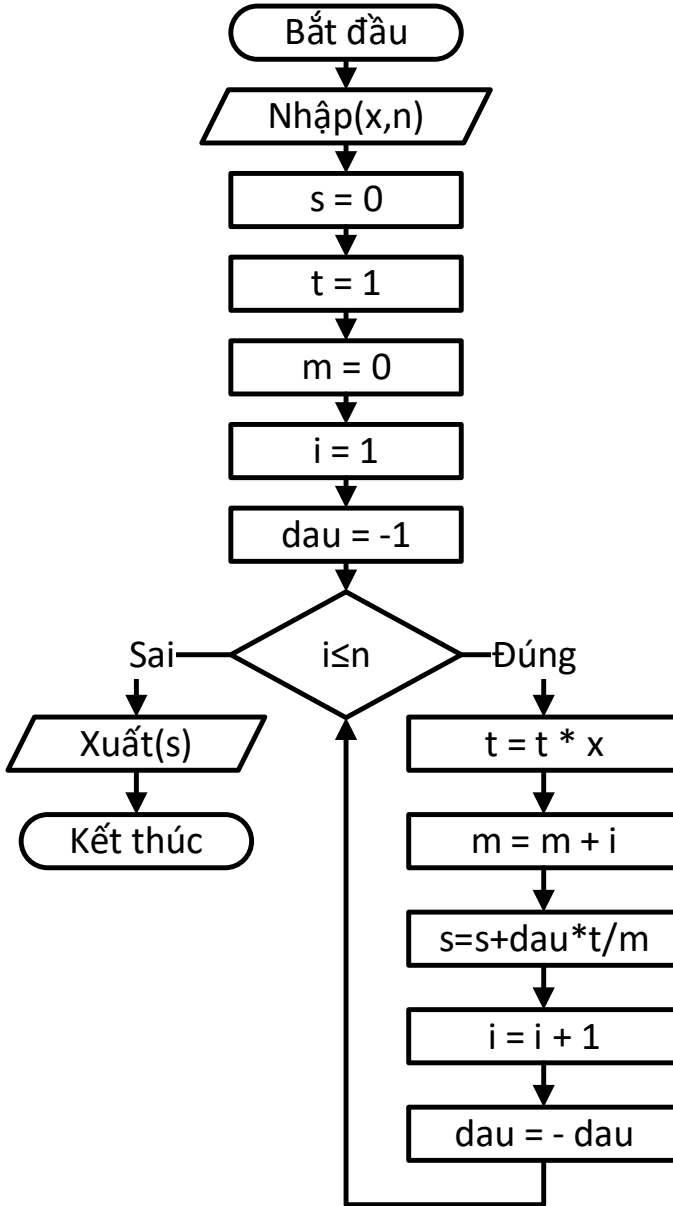 Bắt đầu
Nhập(x,n)
s = 0
t = 1
m = 0
i = 1
dau = -1
i≤n
Sai
Đúng
Xuất(s)
Kết thúc
t = t * x
m = m + i
s=s+dau*t/m
i = i + 1
dau = - dau